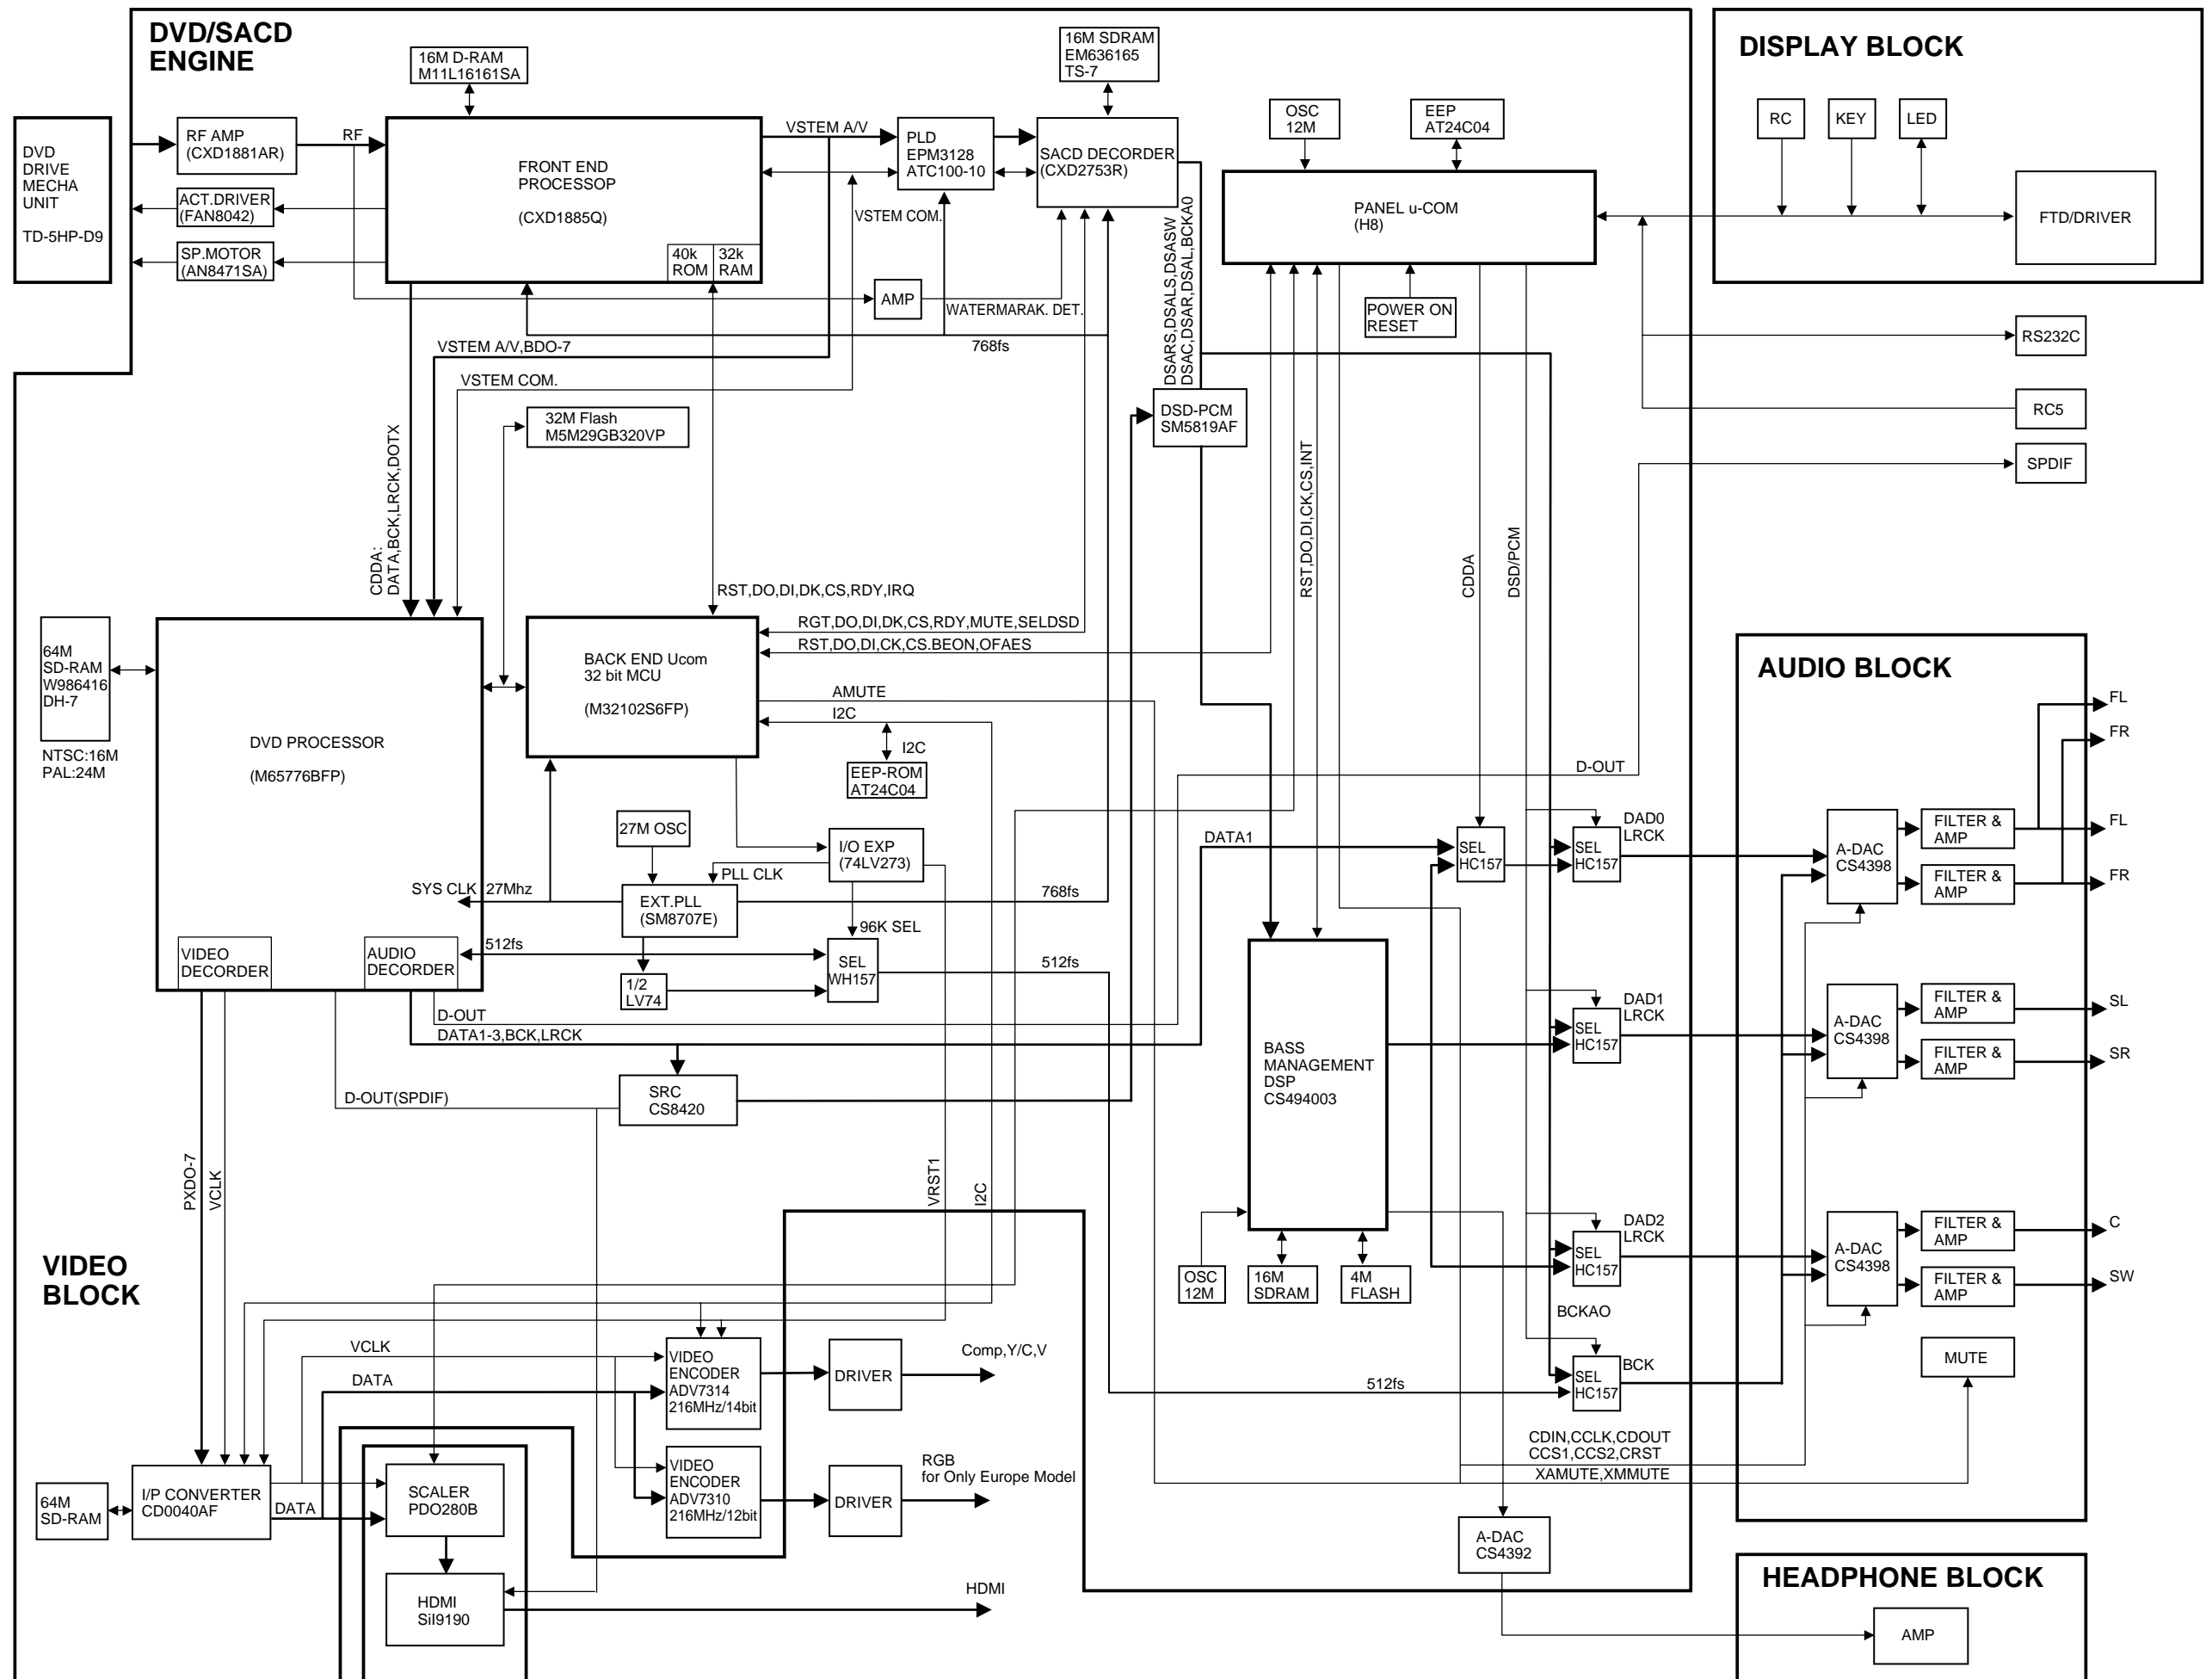 DVD/SACD
ENGINE
DISPLAY BLOCK
16M D-RAM
M11L16161SA
16M SDRAM
EM636165
TS-7
DVD
DRIVE
MECHA
UNIT
TD-5HP-D9
RF AMP
(CXD1881AR)
RF
ACT.DRIVER
(FAN8042)
SP.MOTOR
(AN8471SA)
FRONT END
PROCESSOP
(CXD1885Q)
40k
ROM
32k
RAM
VSTEM A/V
PLD
EPM3128
ATC100-10
SACD DECORDER
(CXD2753R)
VSTEM COM.
AMP
WATERMARAK. DET.
768fs
DSARS,DSALS,DSASW
DSAC,DSAR,DSAL,BCKA0
OSC
12M
EEP
AT24C04
PANEL u-COM
(H8)
POWER ON
RESET
RC
KEY
LED
FTD/DRIVER
RS232C
RC5
SPDIF
VSTEM A/V,BDO-7
VSTEM COM.
32M Flash
M5M29GB320VP
DSD-PCM
SM5819AF
CDDA:
DATA,BCK,LRCK,DOTX
RST,DO,DI,CK,CS,INT
CDDA
DSD/PCM
RST,DO,DI,DK,CS,RDY,IRQ
RGT,DO,DI,DK,CS,RDY,MUTE,SELDSD
RST,DO,DI,CK,CS.BEON,OFAES
64M
SD-RAM
W986416
DH-7
NTSC:16M
PAL:24M
DVD PROCESSOR
(M65776BFP)
BACK END Ucom
32 bit MCU
(M32102S6FP)
AMUTE
I2C
I2C
EEP-ROM
AT24C04
D-OUT
AUDIO BLOCK
FL
FR
27M OSC
I/O EXP
(74LV273)
PLL CLK
SYS CLK
27Mhz
EXT.PLL
(SM8707E)
768fs
96K SEL
512fs
SEL
WH157
512fs
1/2
LV74
VIDEO
DECORDER
AUDIO
DECORDER
D-OUT
DATA1-3,BCK,LRCK
DATA1
SEL
HC157
SEL
HC157
DAD0
LRCK
A-DAC
CS4398
FILTER &
AMP
FL
FILTER &
AMP
FR
SEL
HC157
DAD1
LRCK
A-DAC
CS4398
FILTER &
AMP
SL
FILTER &
AMP
SR
BASS
MANAGEMENT
DSP
CS494003
D-OUT(SPDIF)
SRC
CS8420
PXDO-7
VCLK
VRST1
I2C
OSC
12M
16M
SDRAM
4M
FLASH
SEL
HC157
DAD2
LRCK
A-DAC
CS4398
FILTER &
AMP
C
FILTER &
AMP
SW
BCKAO
MUTE
SEL
HC157
BCK
512fs
VIDEO
BLOCK
VCLK
DATA
VIDEO
ENCODER
ADV7314
216MHz/14bit
DRIVER
Comp,Y/C,V
VIDEO
ENCODER
ADV7310
216MHz/12bit
DRIVER
RGB
for Only Europe Model
CDIN,CCLK,CDOUT
CCS1,CCS2,CRST
XAMUTE,XMMUTE
64M
SD-RAM
I/P CONVERTER
CD0040AF
DATA
SCALER
PDO280B
HDMI
SiI9190
HDMI
A-DAC
CS4392
HEADPHONE BLOCK
AMP